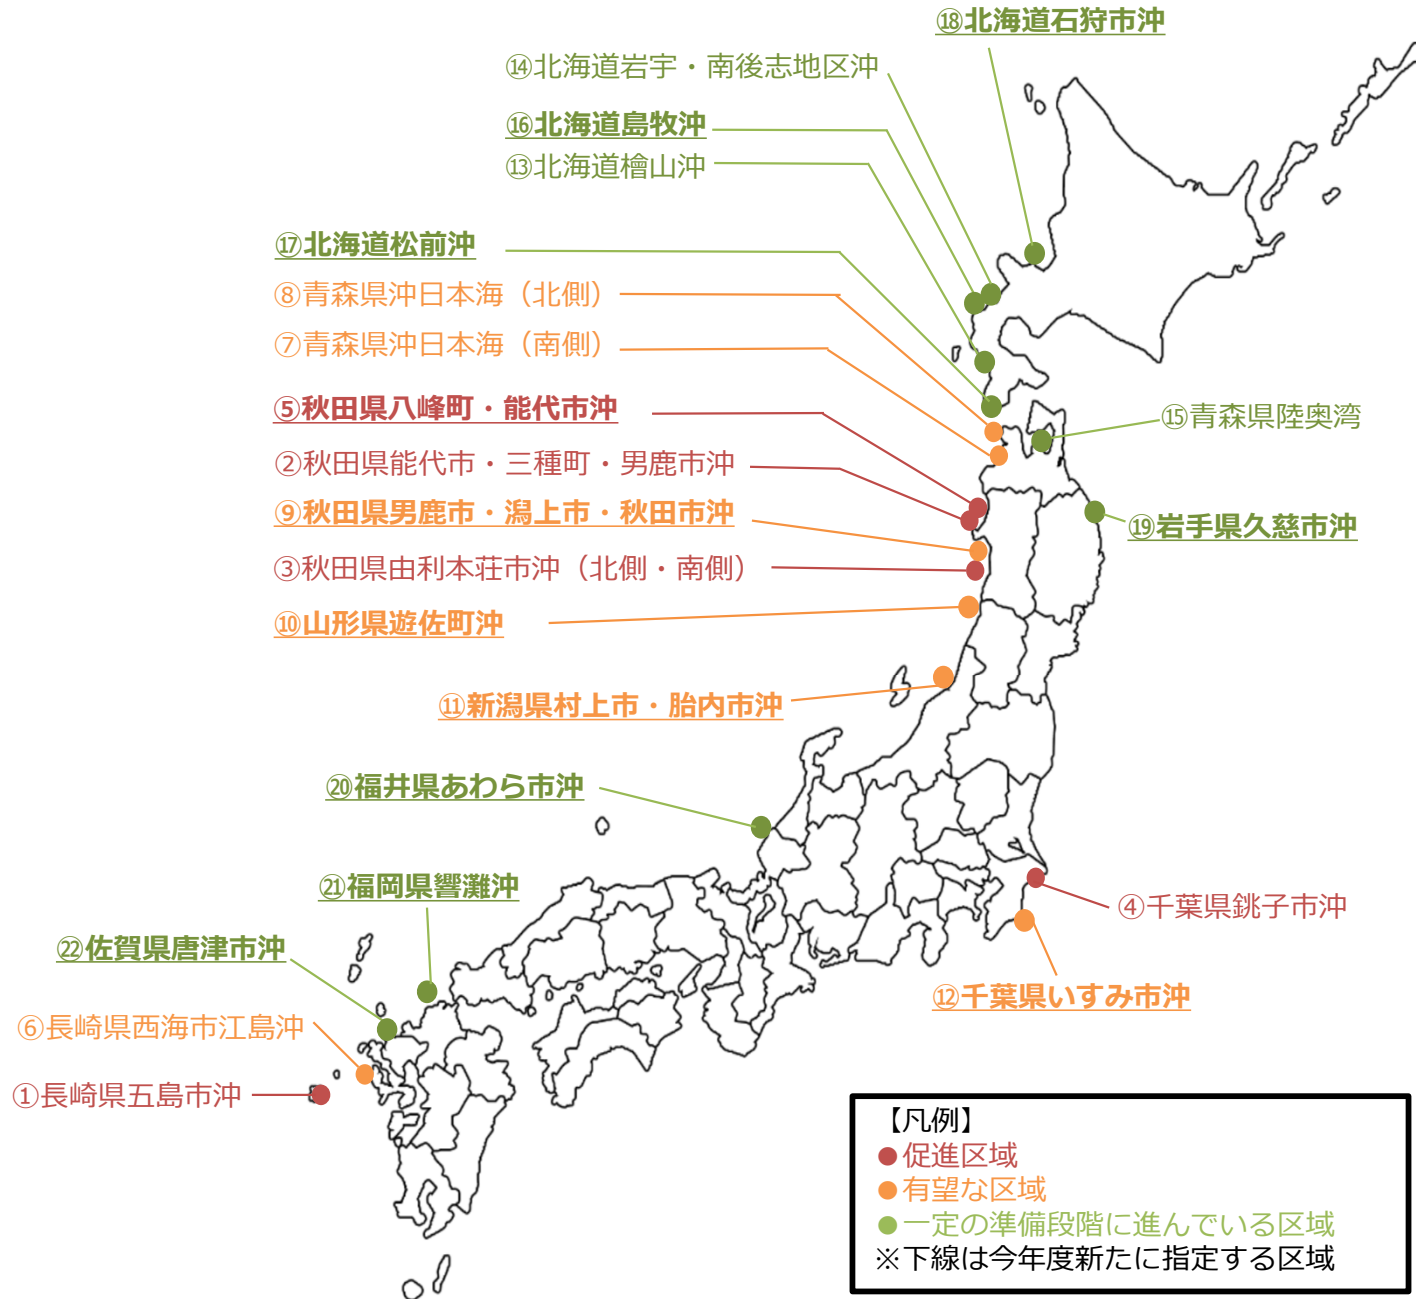 ⑱北海道石狩市沖
⑭北海道岩宇・南後志地区沖
⑯北海道島牧沖
⑬北海道檜山沖
⑰北海道松前沖
⑧青森県沖日本海（北側）
⑦青森県沖日本海（南側）
⑤秋田県八峰町・能代市沖
⑮青森県陸奥湾
②秋田県能代市・三種町・男鹿市沖
⑨秋田県男鹿市・潟上市・秋田市沖
⑲岩手県久慈市沖
③秋田県由利本荘市沖（北側・南側）
⑩山形県遊佐町沖
⑪新潟県村上市・胎内市沖
⑳福井県あわら市沖
㉑福岡県響灘沖
④千葉県銚子市沖
㉒佐賀県唐津市沖
⑫千葉県いすみ市沖
⑥長崎県西海市江島沖
①長崎県五島市沖
【凡例】
●促進区域
●有望な区域
●一定の準備段階に進んでいる区域
※下線は今年度新たに指定する区域